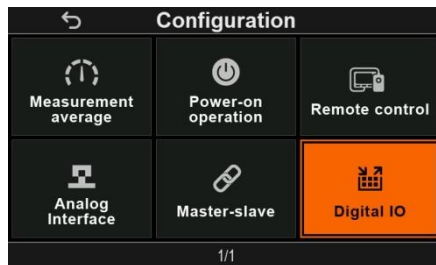 Configuration
Measurement
average
Power-on
operation
Remote control
Analog
Interface
Master-slave
Digital IO
1/1